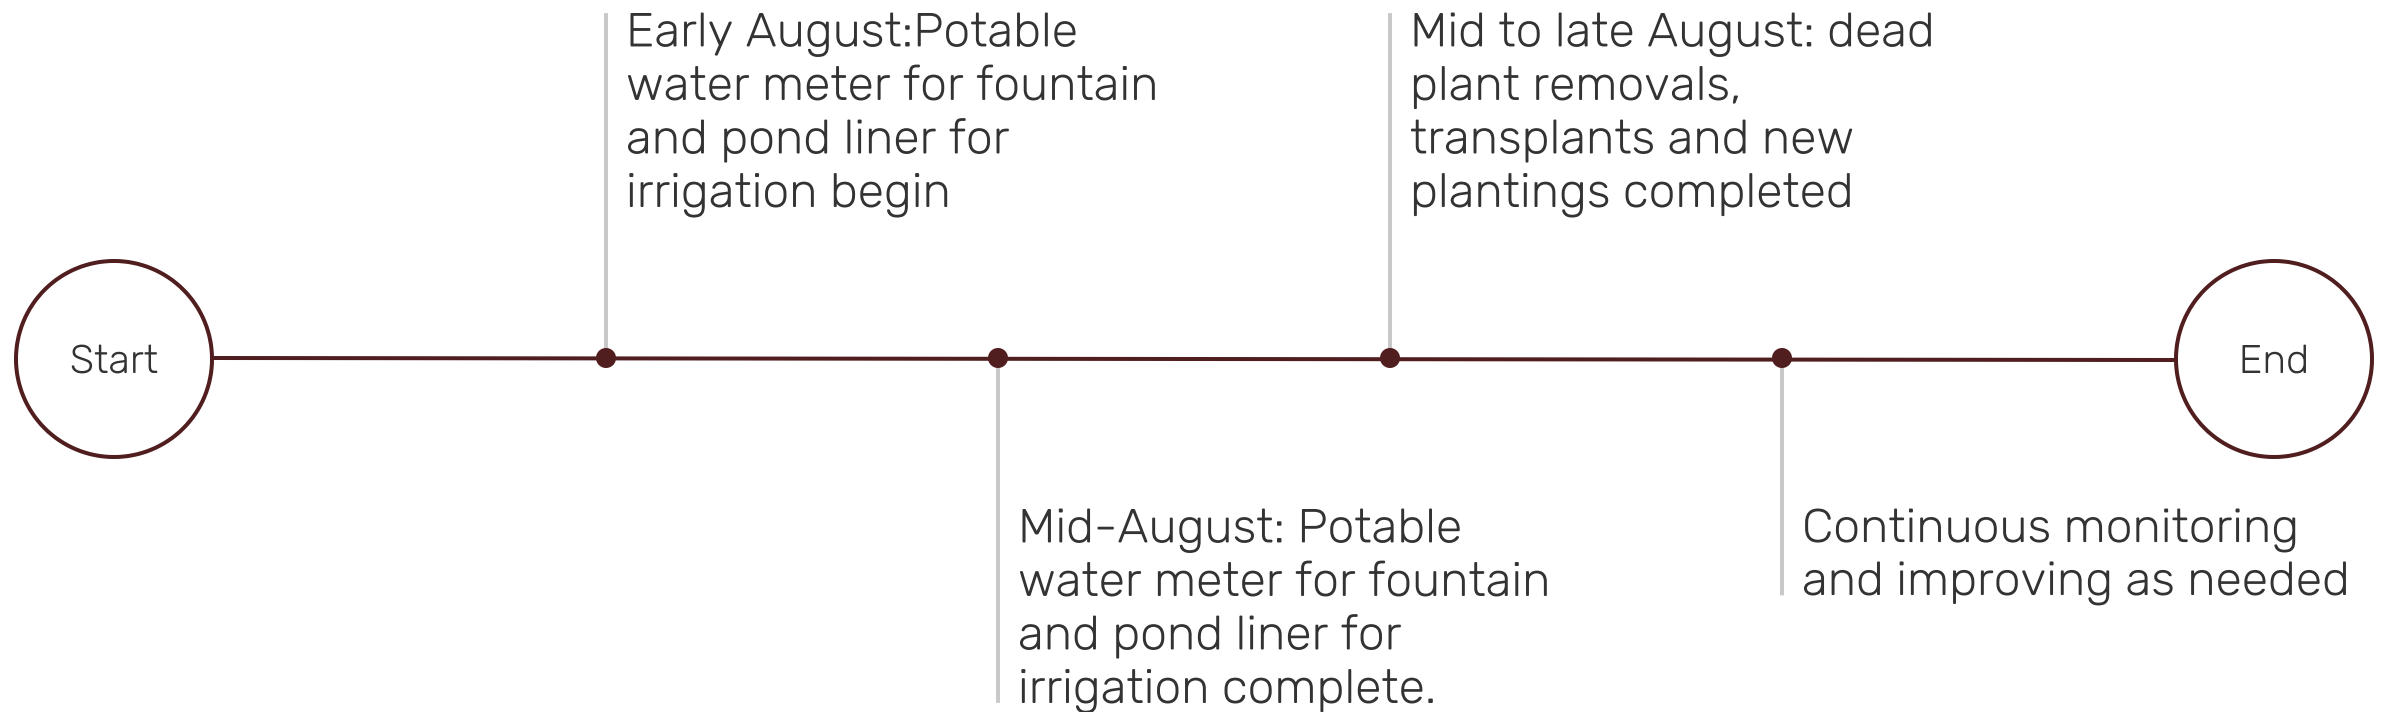 Start
Early August:Potable
water meter for fountain
and pond liner for
irrigation begin
Mid-August: Potable
water meter for fountain
and pond liner for
irrigation complete.
Mid to late August: dead
plant removals,
transplants and new
plantings completed
Continuous monitoring
and improving as needed
End